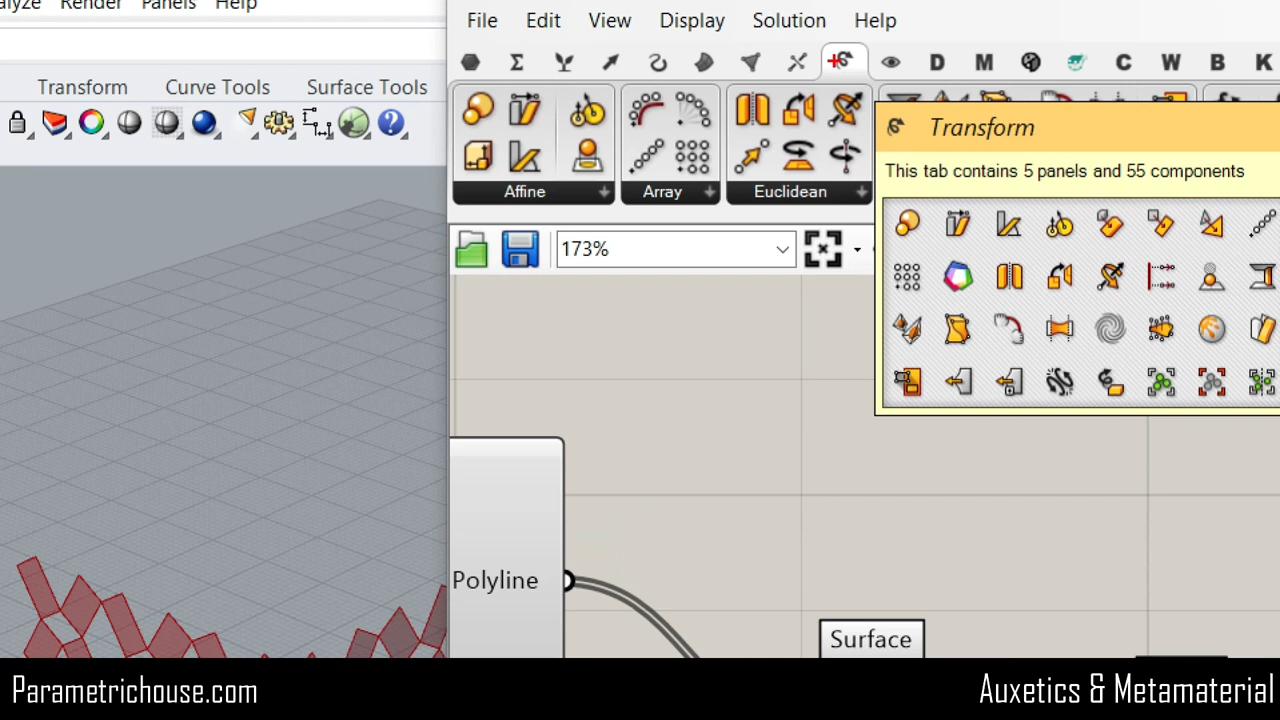 Render Panels Help
Transform Curve Tools Surface Tools
File Edit View Display Solution Help
D M C W B K
Affine Array Euclidean
Transform
This tab contains 5 panels and 55 components
173%
Polyline
Surface
Parametrichouse.com
Auxetics & Metamaterial